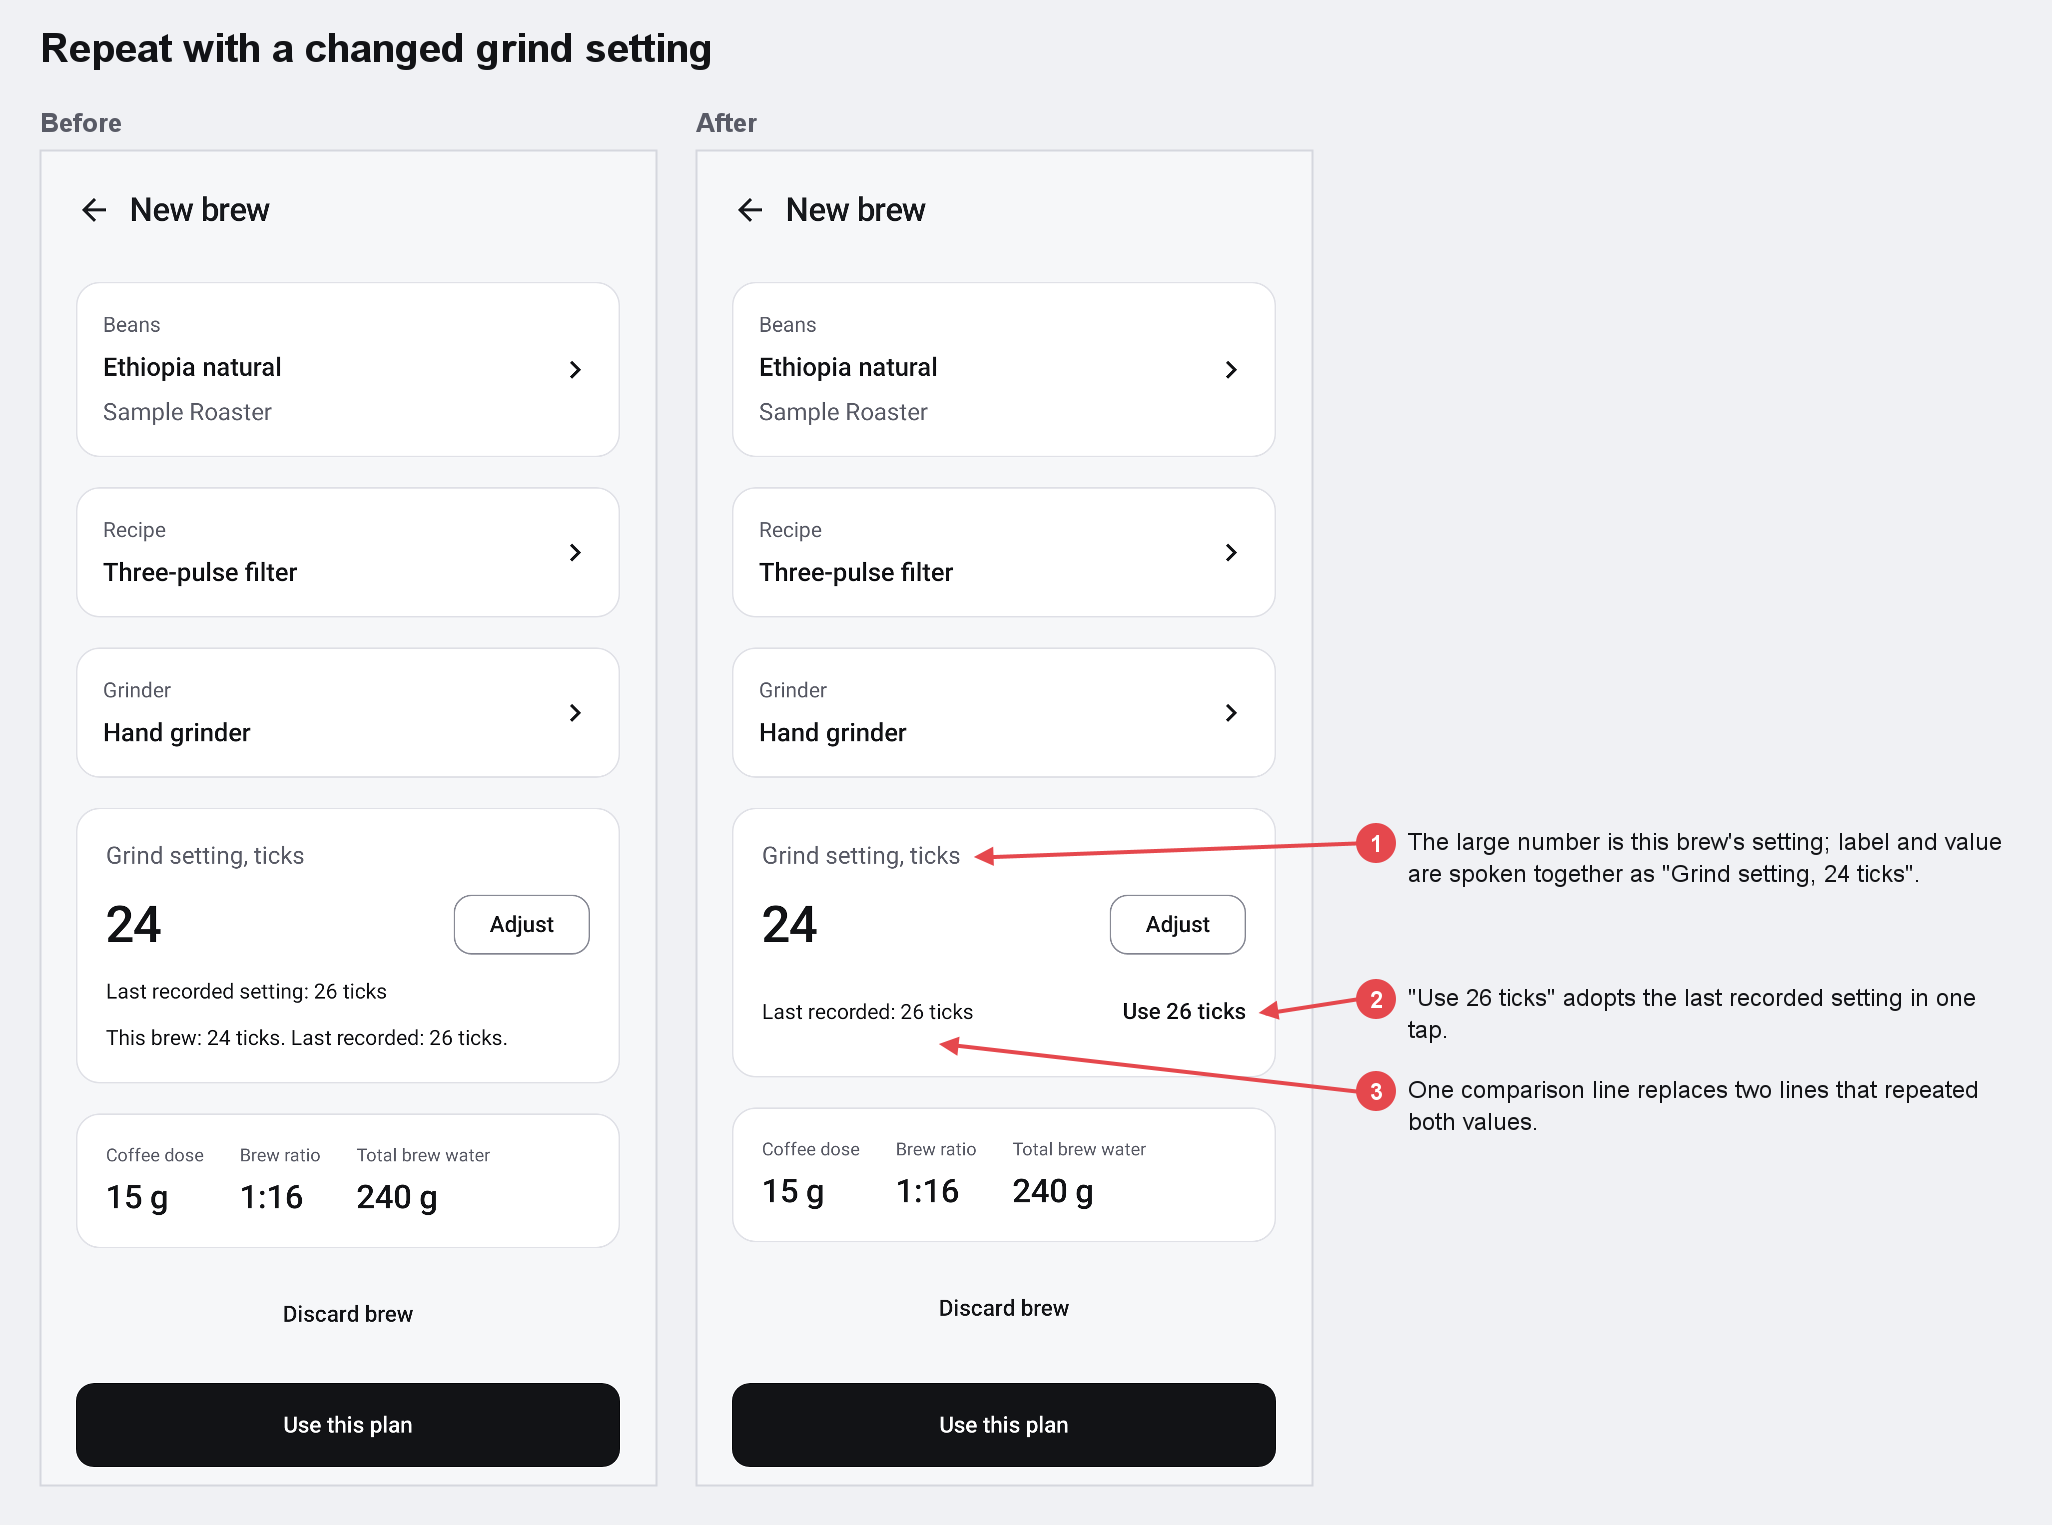 Repeat with a changed grind setting
Before
New brew
Beans
Ethiopia natural
Sample Roaster
Recipe
Three-pulse filter
Grinder
Hand grinder
Grind setting, ticks
24
Adjust
Last recorded setting: 26 ticks
This brew: 24 ticks. Last recorded: 26 ticks.
Coffee dose Brew ratio Total brew water
15 g 1:16 240 g
Discard brew
Use this plan
After
New brew
Beans
Ethiopia natural
Sample Roaster
Recipe
Three-pulse filter
Grinder
Hand grinder
Grind setting, ticks
24
Adjust
Last recorded: 26 ticks
Use 26 ticks
Coffee dose Brew ratio Total brew water
15 g 1:16 240 g
Discard brew
Use this plan
1 The large number is this brew's setting; label and value
are spoken together as "Grind setting, 24 ticks".
2 "Use 26 ticks" adopts the last recorded setting in one
tap.
3 One comparison line replaces two lines that repeated
both values.